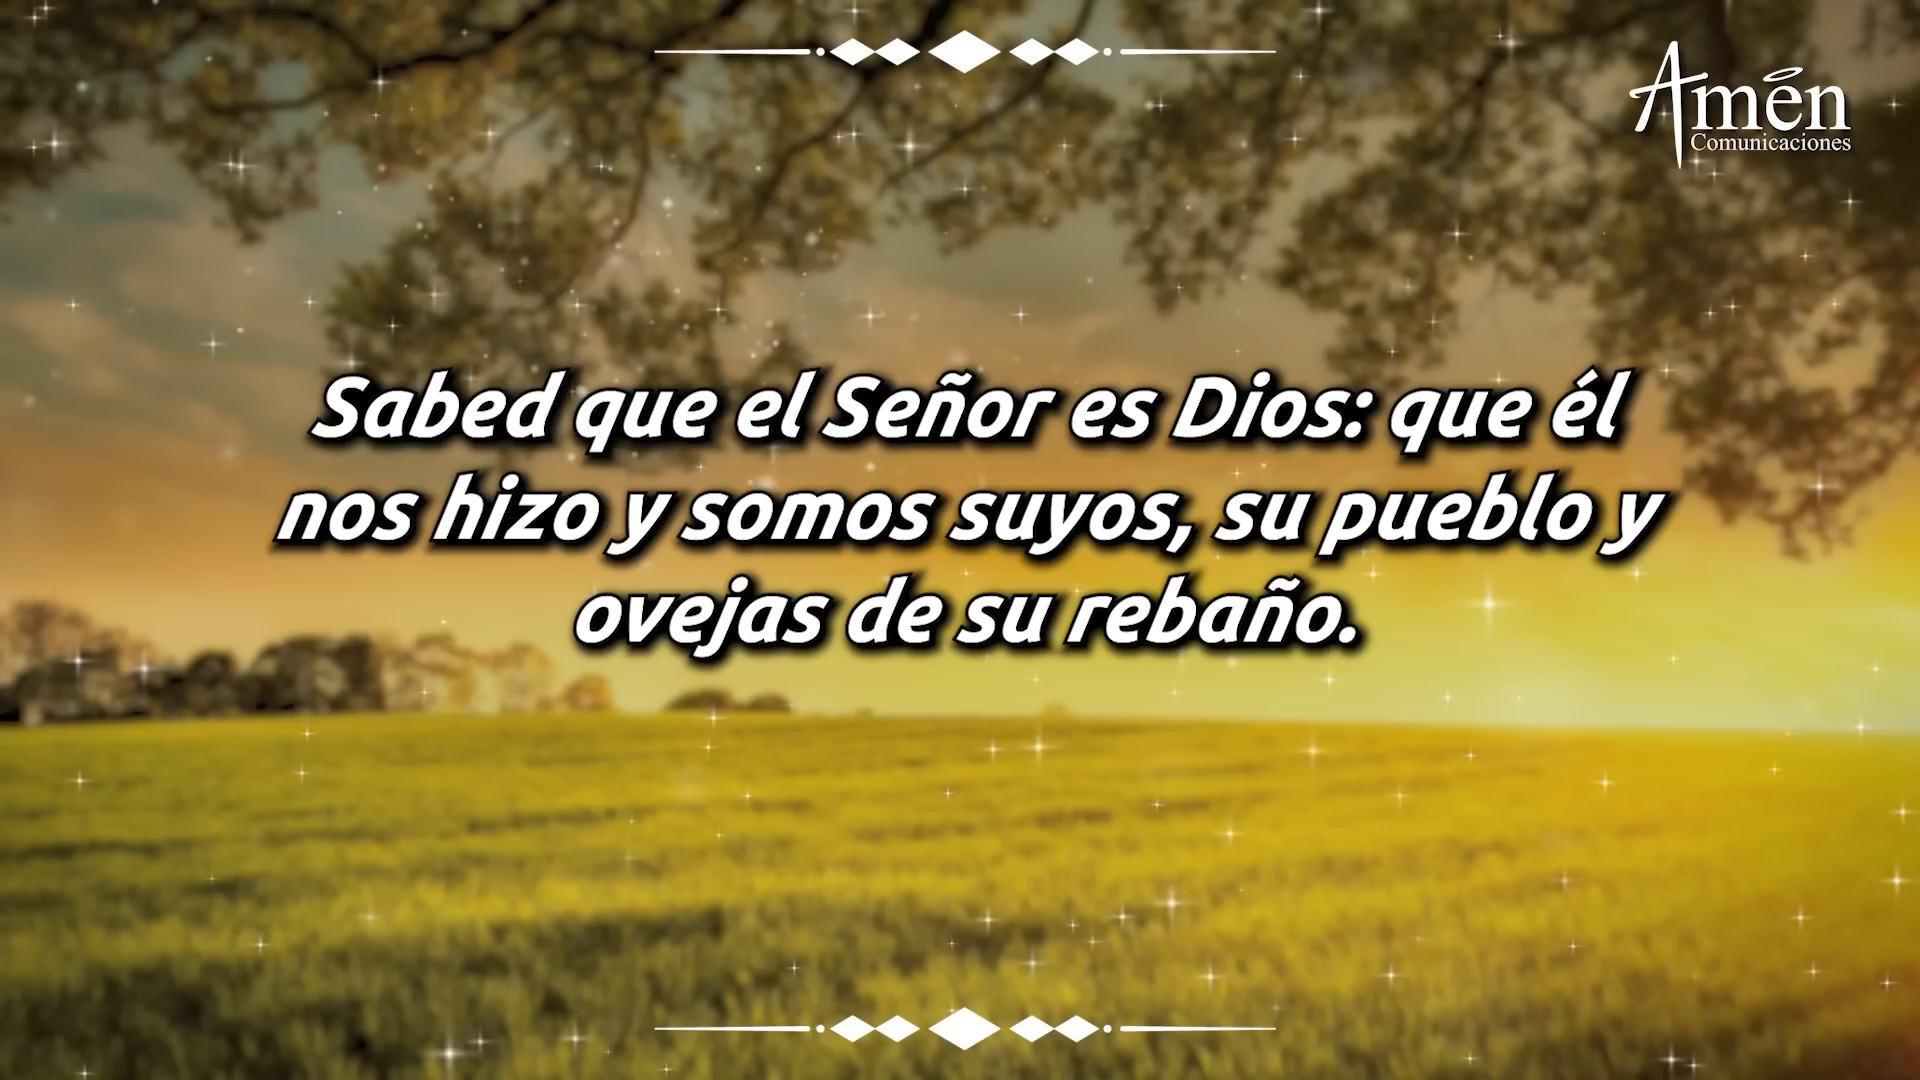 Amén
Comunicaciones
Sabed que el Señor es Dios: que él
nos hizo y somos suyos, su pueblo y
ovejas de su rebaño.